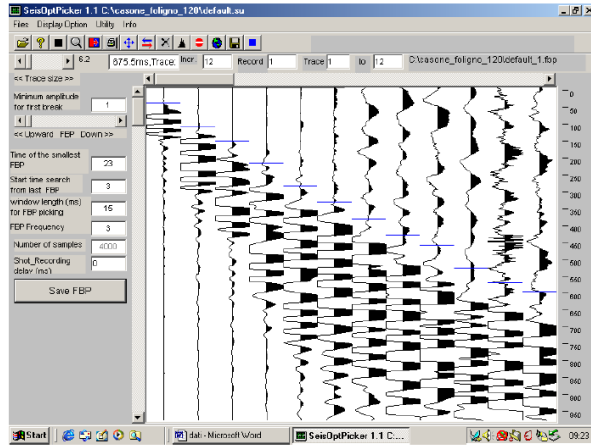 SeisOptPicker 1.1 C:\casone_foligno_120\default.su
Files Display Option Utility Info
6.2 875.5ms,Trace: Incr. 12 Record 1 Trace 1 to 12 C:\casone_foligno_120\default_1.fbp
<< Trace size >>
Minimum amplitude
for first break 1
<< Upward FBP Down >>
Time of the smallest
FBP 23
Start time search
from last FBP 3
window length (ms)
for FBP picking 15
FBP Frequency 3
Number of samples 4000
Shot_Recording
delay (ms) 0
Save FBP
0
50
100
150
200
250
300
350
400
450
500
550
600
650
700
750
800
850
900
950
Start dati - Microsoft Word SeisOptPicker 1.1 C:... 09:23